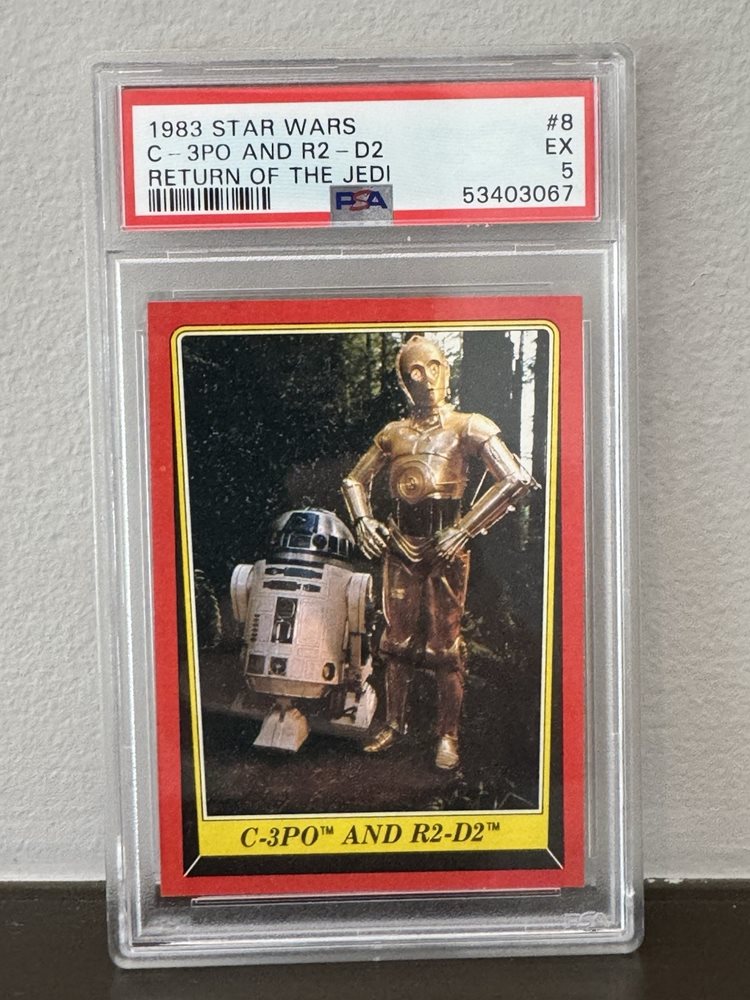 1983 STAR WARS #8
C-3PO AND R2-D2 EX
RETURN OF THE JEDI 5
PSA 53403067
C-3PO™ AND R2-D2™
PSA